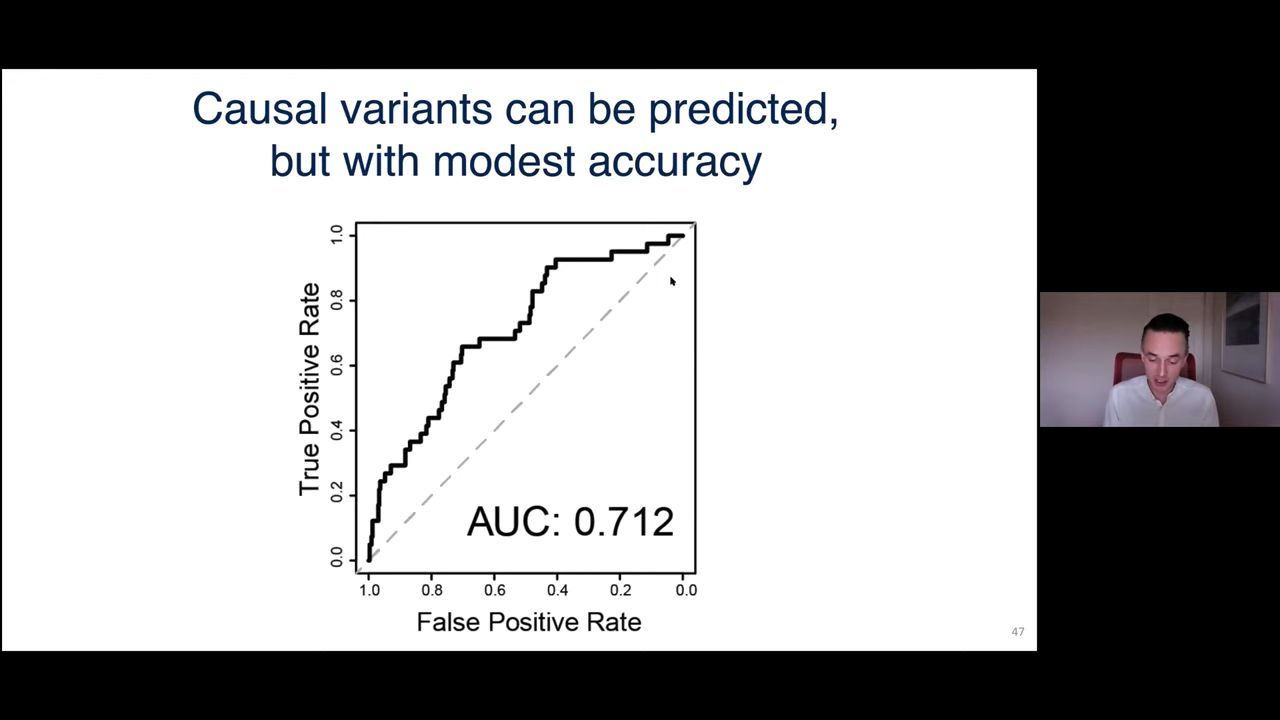 Causal variants can be predicted,
but with modest accuracy
True Positive Rate
1.0
0.8
0.6
0.4
0.2
0.0
AUC: 0.712
1.0 0.8 0.6 0.4 0.2 0.0
False Positive Rate
47